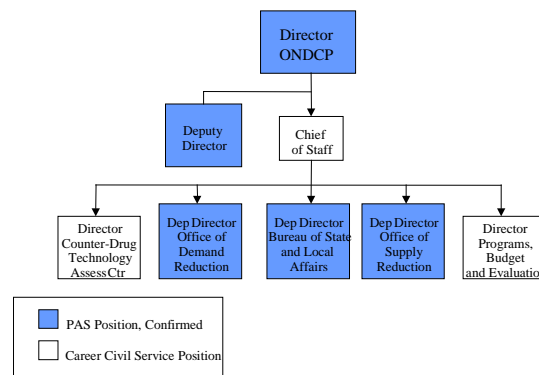 Director
ONDCP
Deputy
Director
Chief
of Staff
Director
Counter-Drug
Technology
Assess Ctr
Dep Director
Office of
Demand
Reduction
Dep Director
Bureau of State
and Local
Affairs
Dep Director
Office of
Supply
Reduction
Director
Programs,
Budget
and Evaluation
PAS Position, Confirmed
Career Civil Service Position